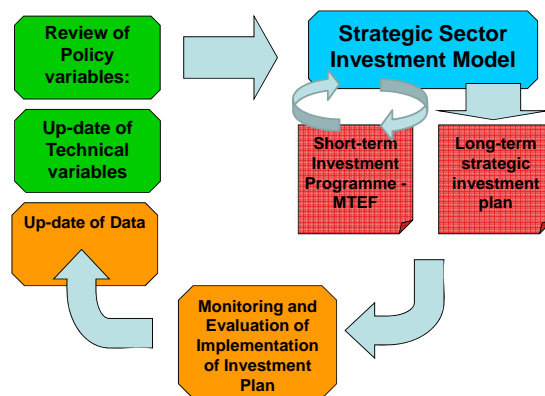 Review of
Policy
variables:
Strategic Sector
Investment Model
Up-date of
Technical
variables
Short-term
Investment
Programme -
MTEF
Long-term
strategic
investment
plan
Up-date of Data
Monitoring and
Evaluation of
Implementation
of Investment
Plan